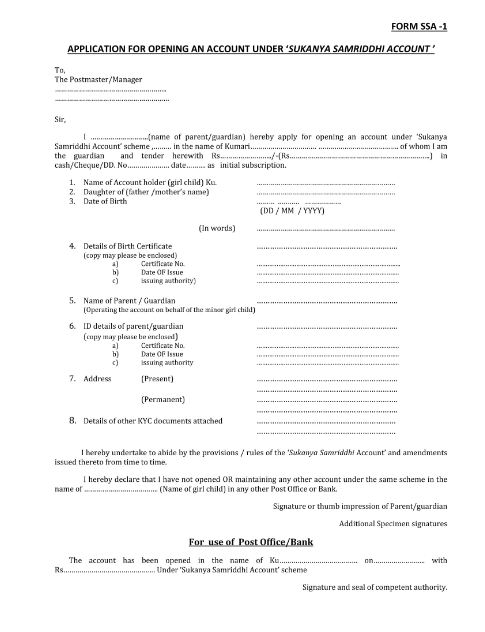 FORM SSA -1
APPLICATION FOR OPENING AN ACCOUNT UNDER ‘SUKANYA SAMRIDDHI ACCOUNT ’
To,
The Postmaster/Manager
……………………………………………
……………………………………………
Sir,
I ………………………(name of parent/guardian) hereby apply for opening an account under ‘Sukanya
Samriddhi Account’ scheme ,……… in the name of Kumari………………………… ……………………………… of whom I am
the guardian and tender herewith Rs……………………/-(Rs………………………………………………………) in
cash/Cheque/DD. No………………… date……… as initial subscription.
1. Name of Account holder (girl child) Ku. ………………………………………………………
2. Daughter of (father /mother’s name) ………………………………………………………
3. Date of Birth ……… ………… ………………
(DD / MM / YYYY)
(In words) ………………………………………………………
4. Details of Birth Certificate ………………………………………………………
(copy may please be enclosed)
a) Certificate No. ………………………………………………………
b) Date OF Issue ………………………………………………………
c) issuing authority) ………………………………………………………
5. Name of Parent / Guardian ………………………………………………………
(Operating the account on behalf of the minor girl child)
6. ID details of parent/guardian ………………………………………………………
(copy may please be enclosed)
a) Certificate No. ………………………………………………………
b) Date OF Issue ………………………………………………………
c) issuing authority ………………………………………………………
7. Address (Present) ………………………………………………………
………………………………………………………
(Permanent) ………………………………………………………
………………………………………………………
8. Details of other KYC documents attached ………………………………………………………
………………………………………………………
I hereby undertake to abide by the provisions / rules of the ‘Sukanya Samriddhi Account’ and amendments
issued thereto from time to time.
I hereby declare that I have not opened OR maintaining any other account under the same scheme in the
name of ……………………………… (Name of girl child) in any other Post Office or Bank.
Signature or thumb impression of Parent/guardian
Additional Specimen signatures
For use of Post Office/Bank
The account has been opened in the name of Ku……………………………… on…………………… with
Rs…………………………………… Under ‘Sukanya Samriddhi Account’ scheme
Signature and seal of competent authority.